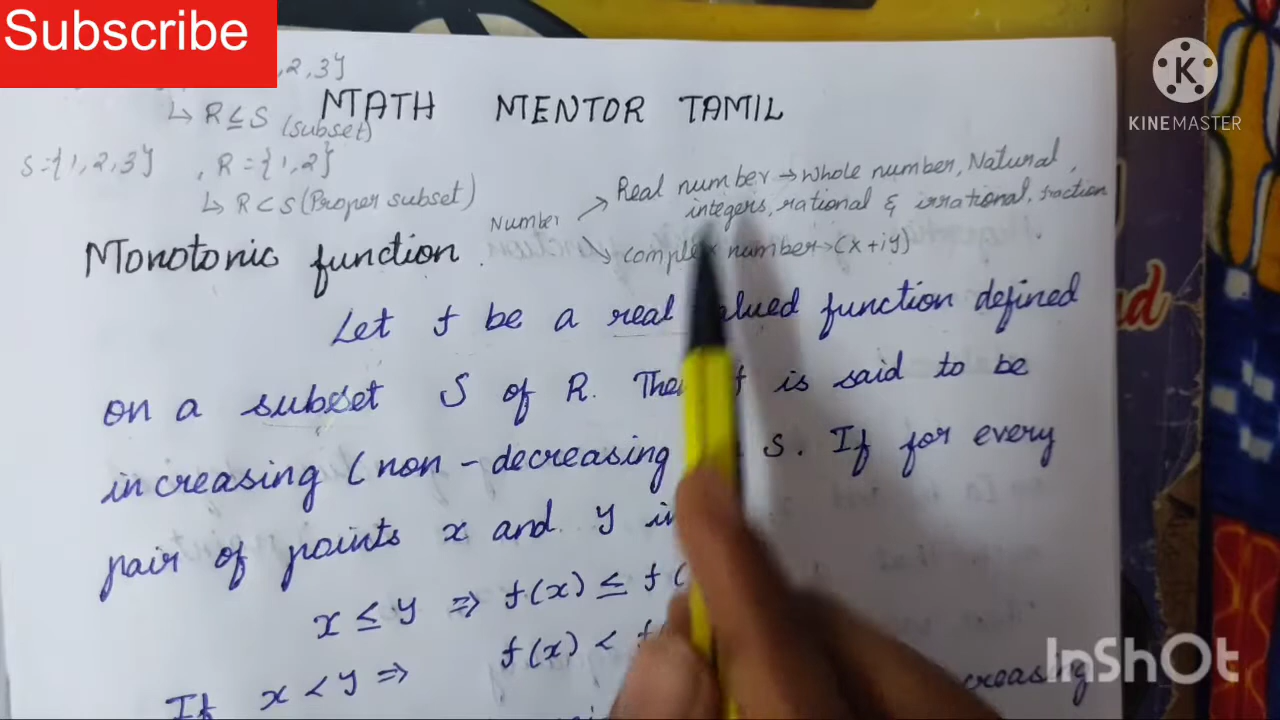 Subscribe
K
KINEMASTER
, 2, 3}
↳ R ⊆ S (subset)
MATH MENTOR TAMIL
S = {1, 2, 3} , R = {1, 2}
↳ R ⊂ S (Proper subset)
Number
↗ Real number → Whole number, Natural,
integers, rational & irrational, fraction
↘ complex number → (x + iy)
Monotonic function
Let f be a real valued function defined
on a subset S of R. Then f is said to be
increasing (non - decreasing S. If for every
pair of points x and y in
x ≤ y ⇒ f(x) ≤ f(
If x < y ⇒ f(x) < f(
creasing
InShOt